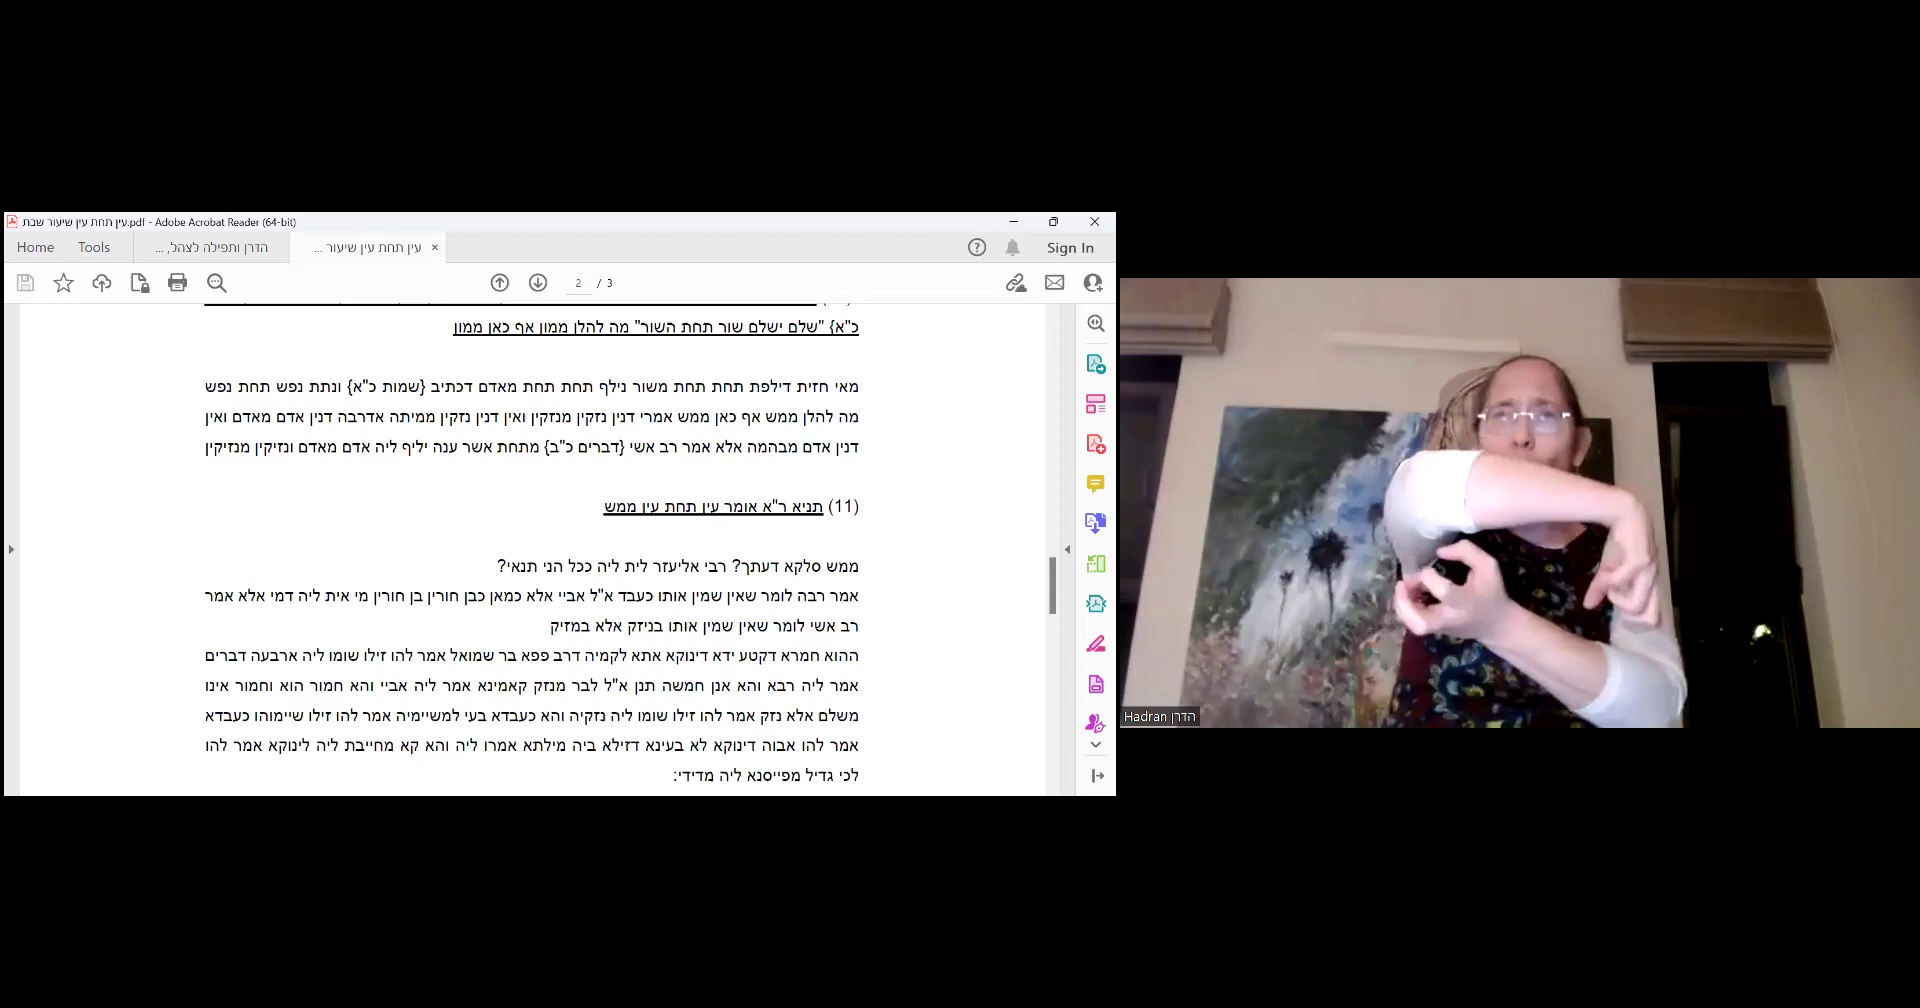 עין תחת עין שיעור שבת.pdf - Adobe Acrobat Reader (64-bit)
Home Tools הדרן ותפילה לצהל, ... עין תחת עין שיעור ... × Sign In
2 / 3
כ"א} "שלם ישלם שור תחת השור" מה להלן ממון אף כאן ממון
מאי חזית דילפת תחת תחת משור נילף תחת תחת מאדם דכתיב {שמות כ"א} ונתת נפש תחת נפש
מה להלן ממש אף כאן ממש אמרי דנין נזקין מנזקין ואין דנין נזקין ממיתה אדרבה דנין אדם מאדם ואין
דנין אדם מבהמה אלא אמר רב אשי {דברים כ"ב} מתחת אשר ענה יליף ליה אדם מאדם ונזיקין מנזיקין
(11) תניא ר"א אומר עין תחת עין ממש
ממש סלקא דעתך? רבי אליעזר לית ליה ככל הני תנאי?
אמר רבה לומר שאין שמין אותו כעבד א"ל אביי אלא כמאן כבן חורין בן חורין מי אית ליה דמי אלא אמר
רב אשי לומר שאין שמין אותו בניזק אלא במזיק
ההוא חמרא דקטע ידא דינוקא אתא לקמיה דרב פפא בר שמואל אמר להו זילו שומו ליה ארבעה דברים
אמר ליה רבא והא אנן חמשה תנן א"ל לבר מנזק קאמינא אמר ליה אביי והא חמור הוא וחמור אינו
משלם אלא נזק אמר להו זילו שומו ליה נזקיה והא כעבדא בעי למשיימיה אמר להו זילו שיימוהו כעבדא
אמר להו אבוה דינוקא לא בעינא דזילא ביה מילתא אמרו ליה והא קא מחייבת ליה לינוקא אמר להו
לכי גדיל מפייסנא ליה מדידי:
Hadran הדרן